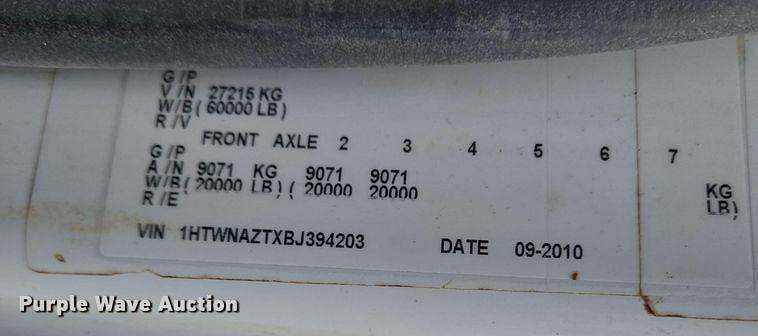 G / P
V / N 27215 KG
W/B ( 60000 LB )
R / V
FRONT AXLE 2 3 4 5 6 7
G / P
A / N 9071 KG 9071 9071
W/B( 20000 LB ) ( 20000 20000
R / E
KG
LB)
VIN 1HTWNAZTXBJ394203 DATE 09-2010
Purple Wave Auction